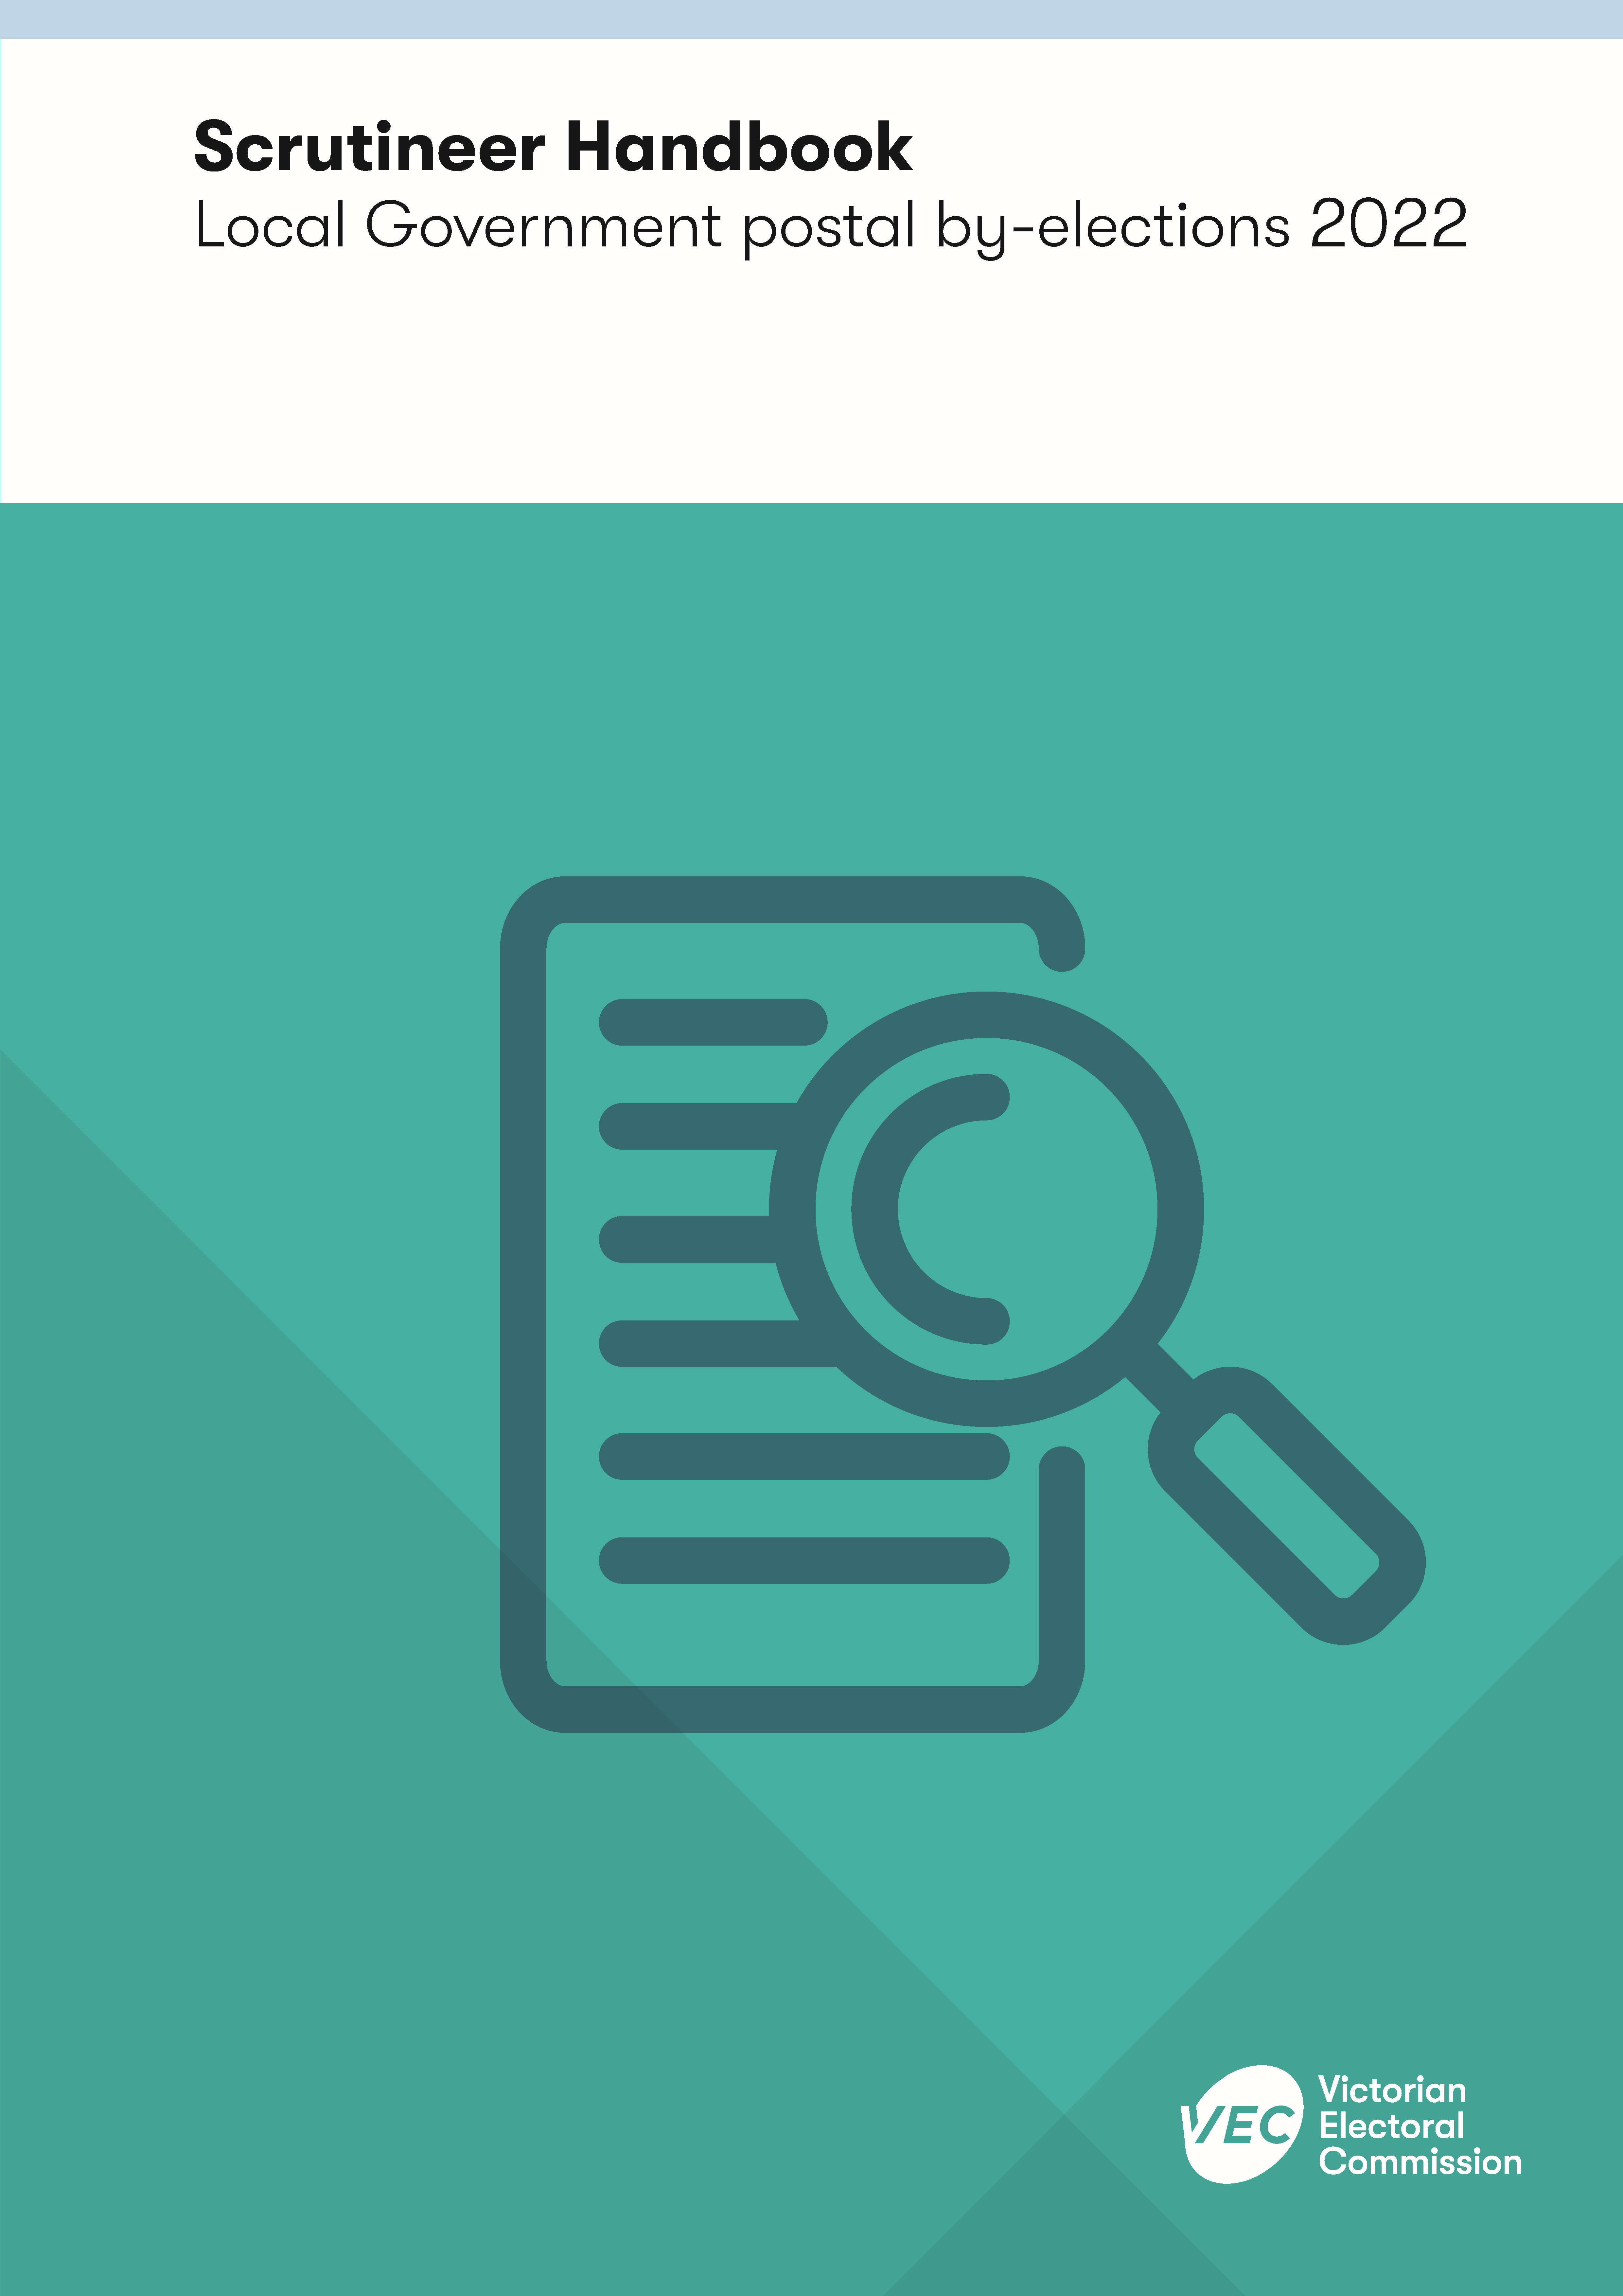 Scrutineer Handbook
Local Government postal by-elections 2022
VEC
Victorian
Electoral
Commission